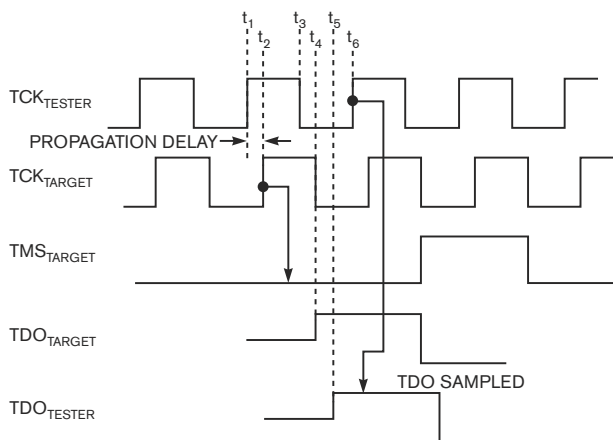 t1 t3 t5
t2 t4 t6
TCKTESTER
PROPAGATION DELAY
TCKTARGET
TMSTARGET
TDOTARGET
TDO SAMPLED
TDOTESTER